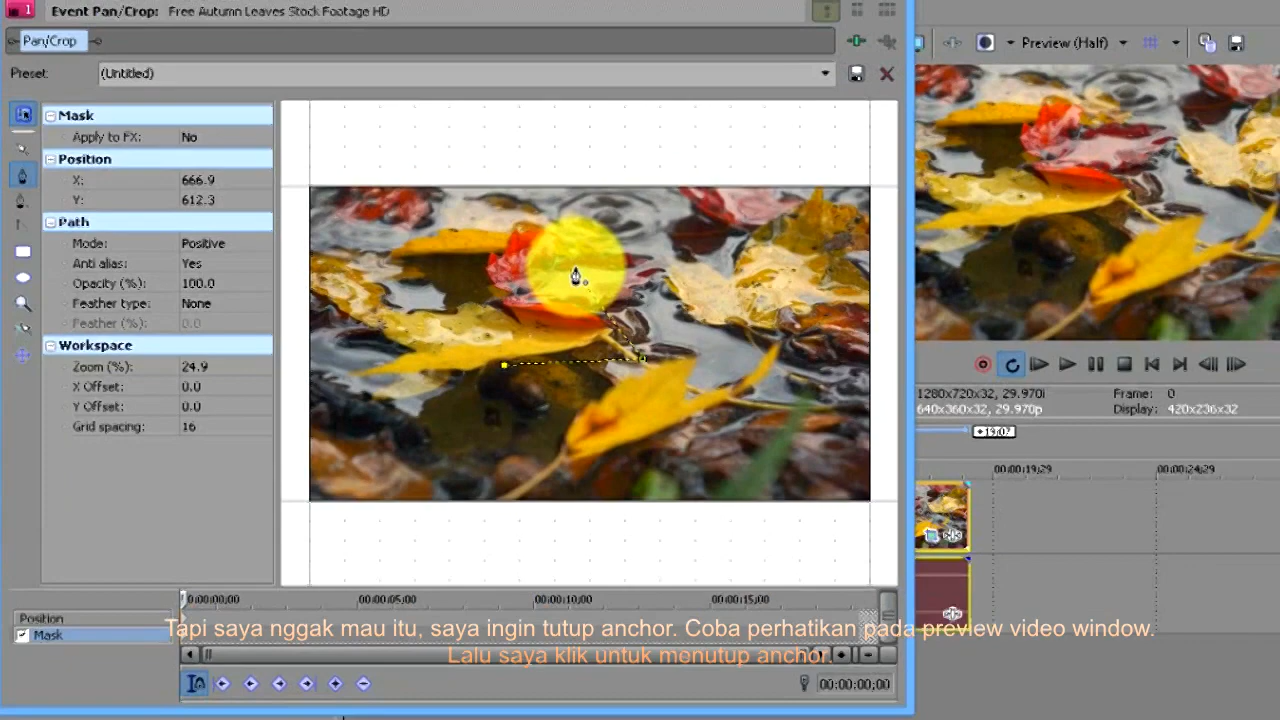 1 Event Pan/Crop: Free Autumn Leaves Stock Footage HD
Pan/Crop
Preset: (Untitled)
Preview (Half)
Mask
Apply to FX: No
Position
X: 666.9
Y: 612.3
Path
Mode: Positive
Anti alias: Yes
Opacity (%): 100.0
Feather type: None
Feather (%): 0.0
Workspace
Zoom (%): 24.9
X Offset: 0.0
Y Offset: 0.0
Grid spacing: 16
1280x720x32, 29.970i Frame: 0
640x360x32, 29.970p Display: 420x236x32
+19;07
00:00:19;29 00:00:24;29
0:00:00;00 00:00:05;00 00:00:10;00 00:00:15;00
Position
Mask
Tapi saya nggak mau itu, saya ingin tutup anchor. Coba perhatikan pada preview video window.
Lalu saya klik untuk menutup anchor.
00:00:00;00